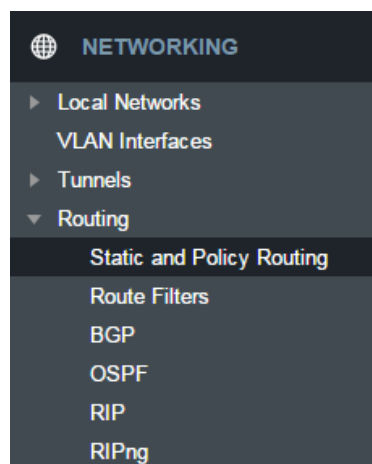 NETWORKING
Local Networks
VLAN Interfaces
Tunnels
Routing
Static and Policy Routing
Route Filters
BGP
OSPF
RIP
RIPng